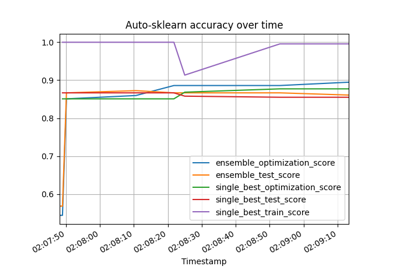 Auto-sklearn accuracy over time
1.0
0.9
0.8
0.7
0.6
ensemble_optimization_score
ensemble_test_score
single_best_optimization_score
single_best_test_score
single_best_train_score
02:07:50
02:08:00
02:08:10
02:08:20
02:08:30
02:08:40
02:08:50
02:09:00
02:09:10
Timestamp